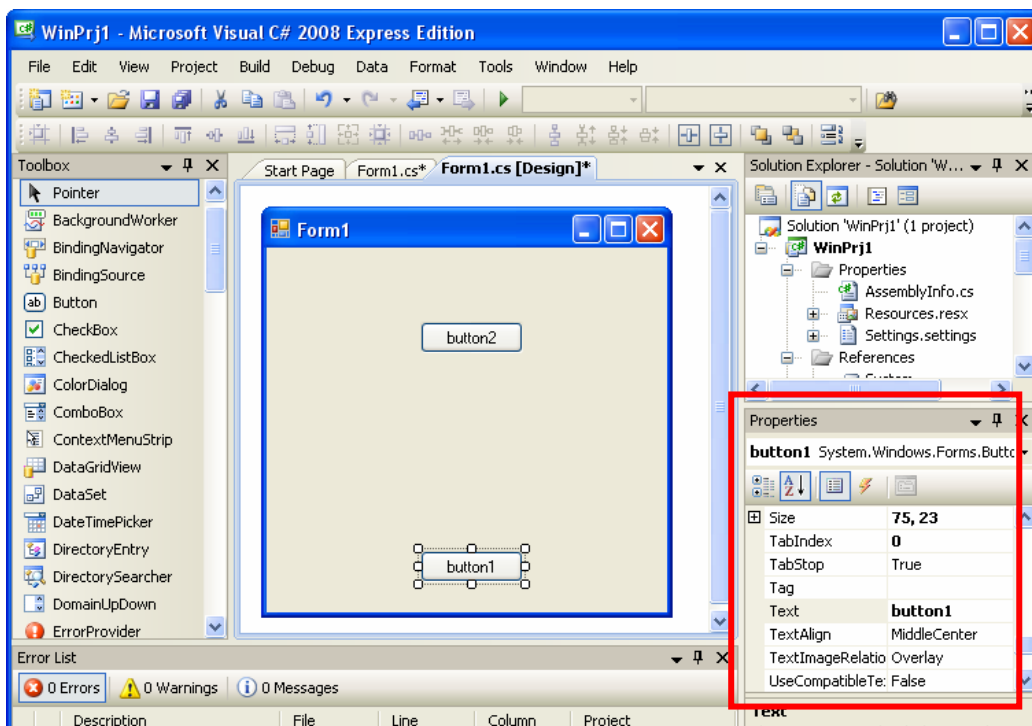 WinPrj1 - Microsoft Visual C# 2008 Express Edition
File Edit View Project Build Debug Data Format Tools Window Help
Toolbox
Pointer
BackgroundWorker
BindingNavigator
BindingSource
Button
CheckBox
CheckedListBox
ColorDialog
ComboBox
ContextMenuStrip
DataGridView
DataSet
DateTimePicker
DirectoryEntry
DirectorySearcher
DomainUpDown
ErrorProvider
Start Page Form1.cs* Form1.cs [Design]*
Form1
button2
button1
Solution Explorer - Solution 'W...
Solution 'WinPrj1' (1 project)
WinPrj1
Properties
AssemblyInfo.cs
Resources.resx
Settings.settings
References
Properties
button1 System.Windows.Forms.Butto
Size 75, 23
TabIndex 0
TabStop True
Tag
Text button1
TextAlign MiddleCenter
TextImageRelatio Overlay
UseCompatibleTe: False
Text
Error List
0 Errors 0 Warnings 0 Messages
Description File Line Column Project